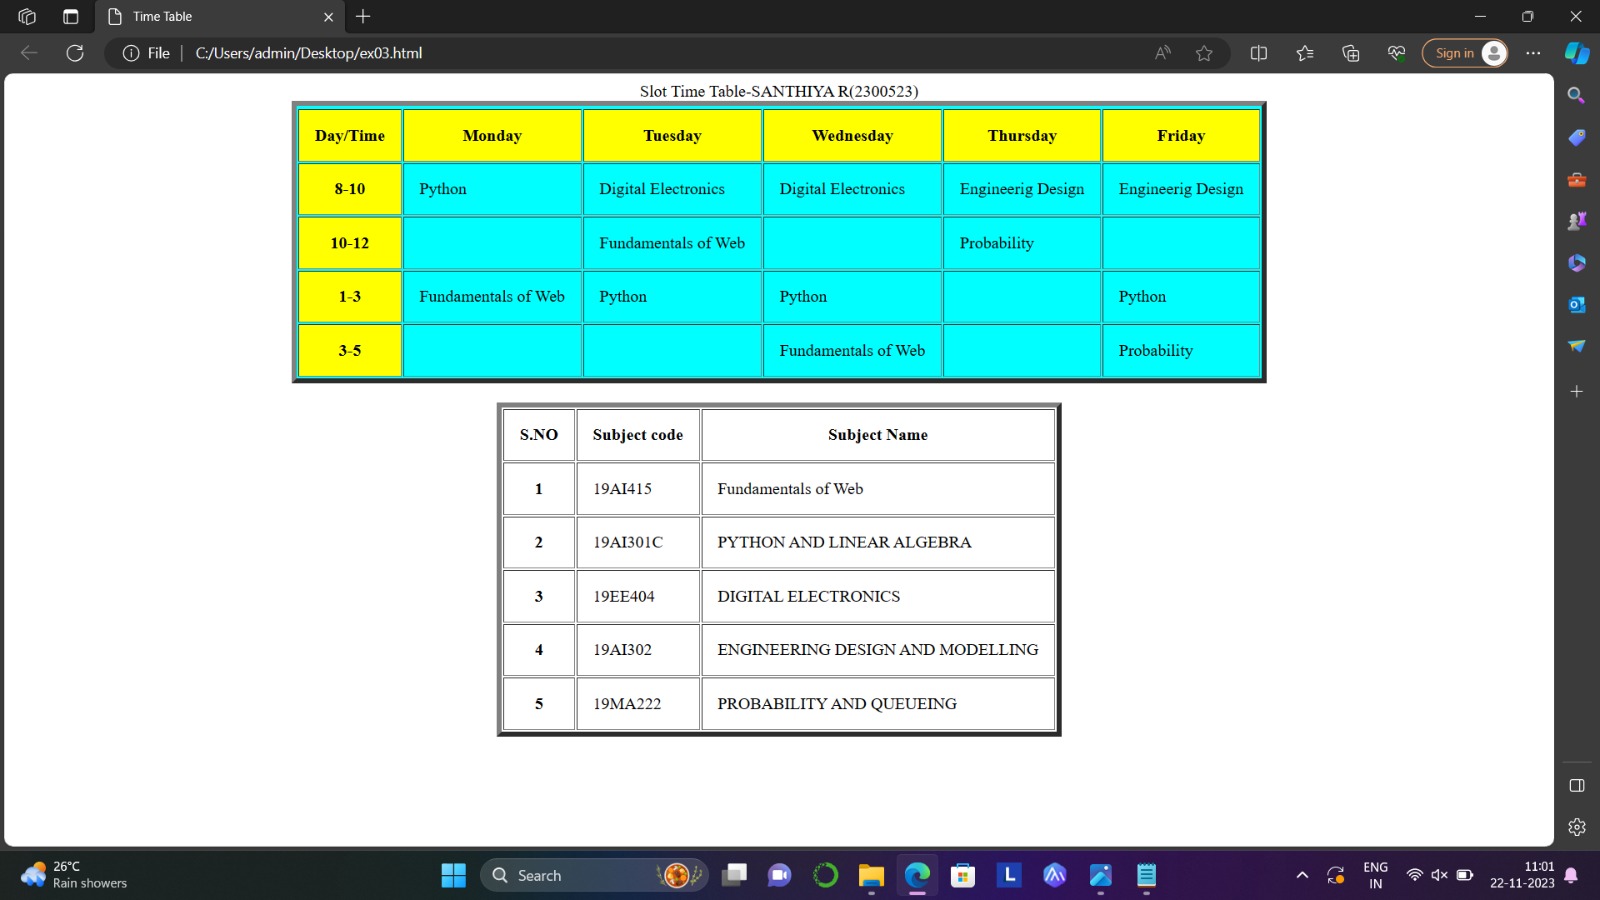 Time Table
File
C:/Users/admin/Desktop/ex03.html
Sign in
Slot Time Table-SANTHIYA R(2300523)
Day/Time Monday Tuesday Wednesday Thursday Friday
8-10 Python Digital Electronics Digital Electronics Engineerig Design Engineerig Design
10-12 Fundamentals of Web Probability
1-3 Fundamentals of Web Python Python Python
3-5 Fundamentals of Web Probability
S.NO Subject code Subject Name
1 19AI415 Fundamentals of Web
2 19AI301C PYTHON AND LINEAR ALGEBRA
3 19EE404 DIGITAL ELECTRONICS
4 19AI302 ENGINEERING DESIGN AND MODELLING
5 19MA222 PROBABILITY AND QUEUEING
26°C
Rain showers
Search
L
ENG
IN
11:01
22-11-2023